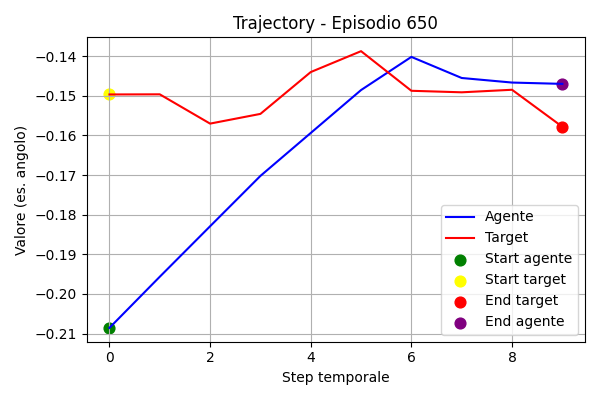 Trajectory - Episodio 650
Valore (es. angolo)
−0.14
−0.15
−0.16
−0.17
−0.18
−0.19
−0.20
−0.21
Agente
Target
Start agente
Start target
End target
End agente
0 2 4 6 8
Step temporale